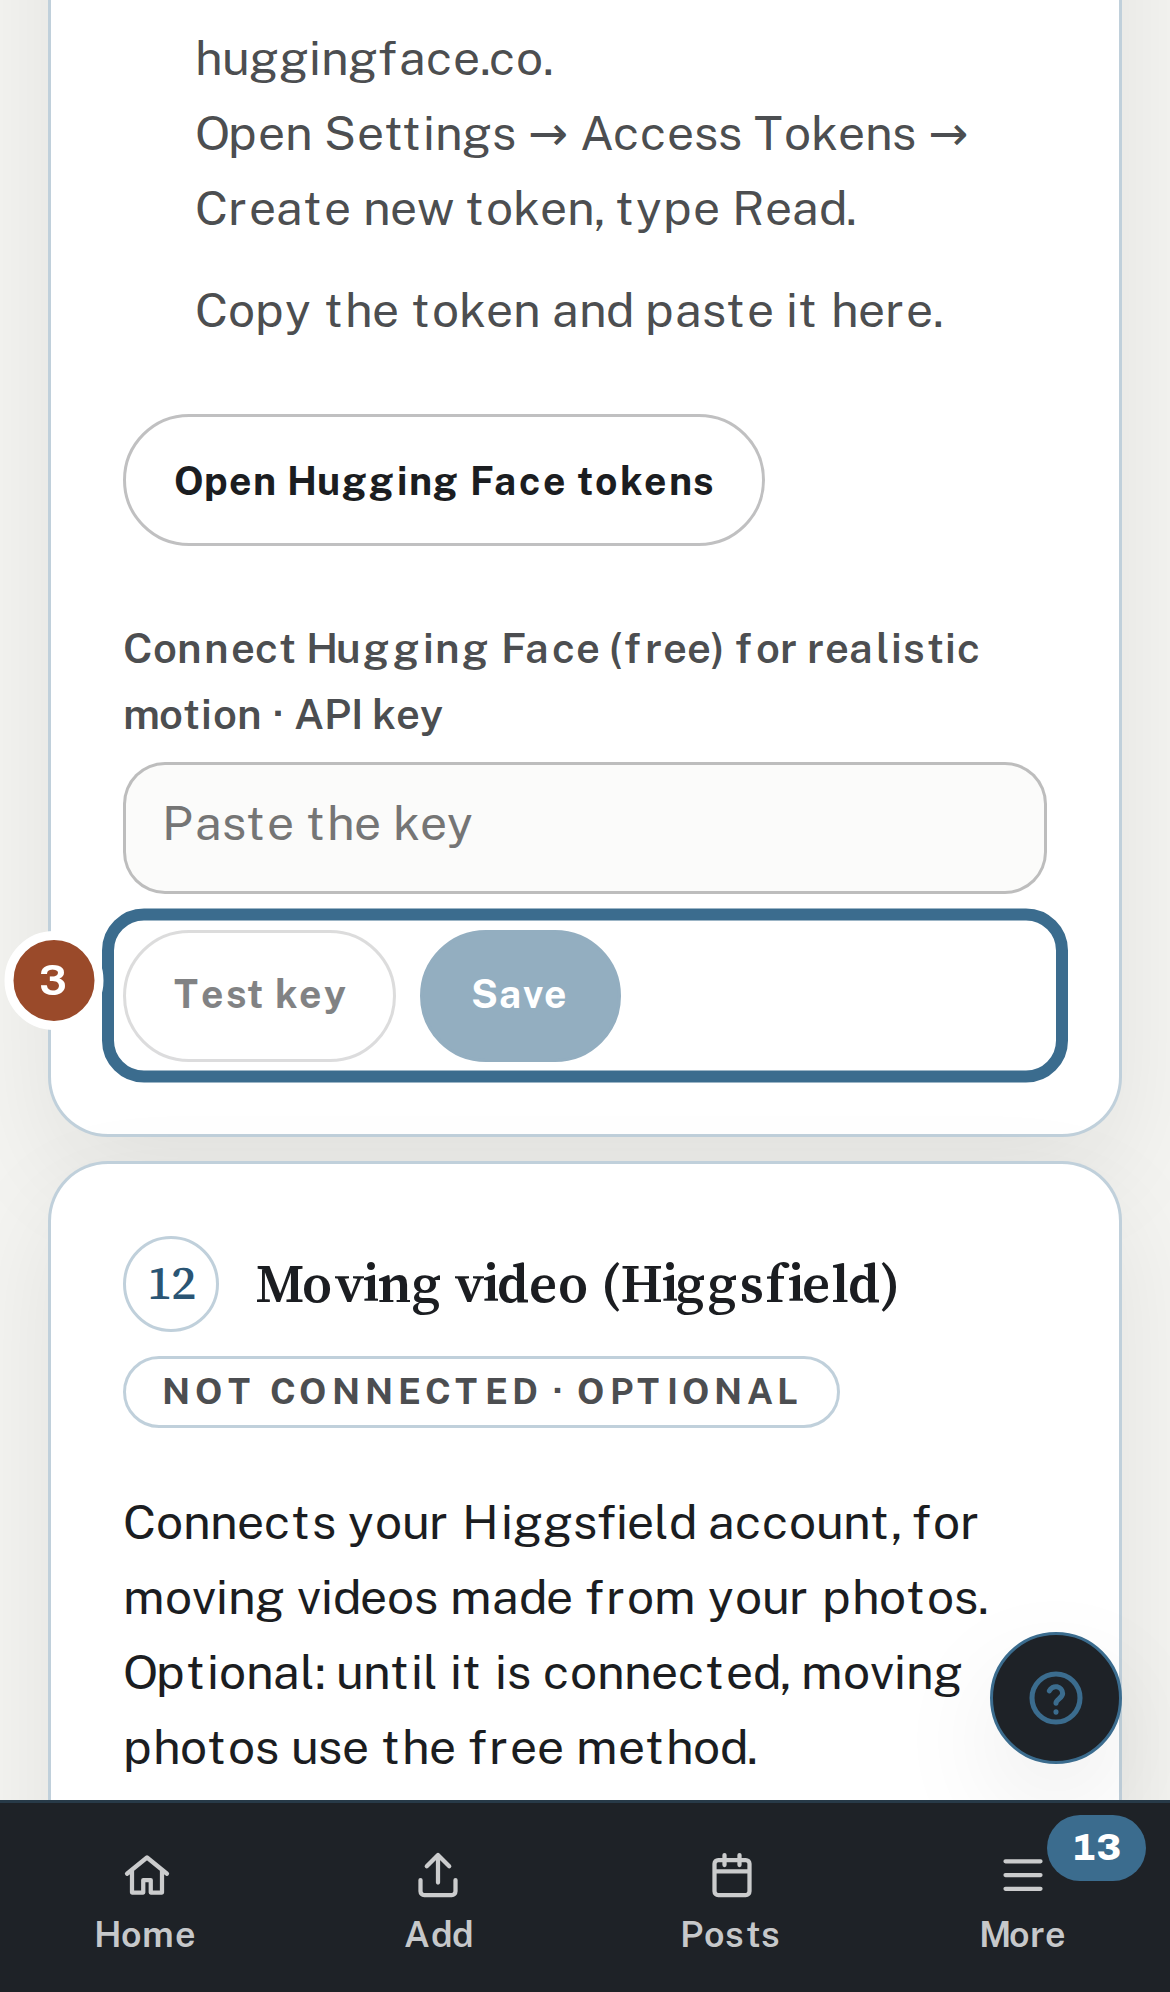 huggingface.co.
Open Settings → Access Tokens →
Create new token, type Read.
Copy the token and paste it here.
Open Hugging Face tokens
Connect Hugging Face (free) for realistic
motion · API key
Paste the key
3
Test key
Save
12
Moving video (Higgsfield)
NOT CONNECTED · OPTIONAL
Connects your Higgsfield account, for
moving videos made from your photos.
Optional: until it is connected, moving
photos use the free method.
13
Home
Add
Posts
More